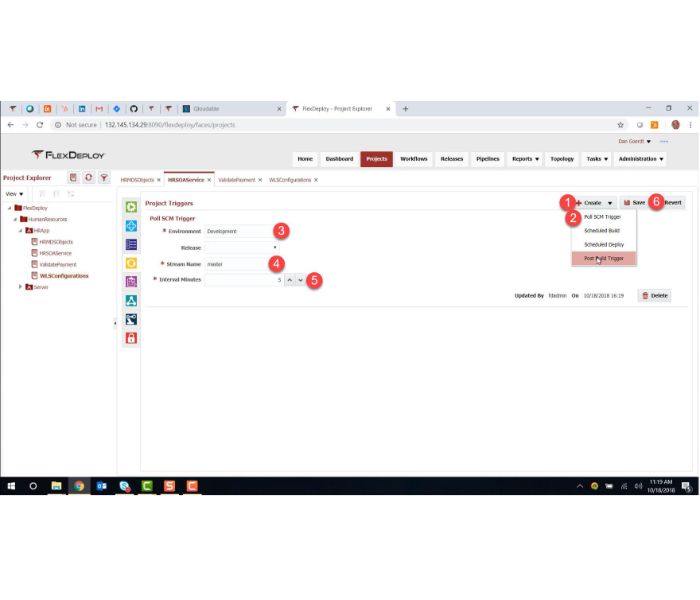 Qloudable × FlexDeploy - Project Explorer × +
Not secure | 132.145.134.29:8090/flexdeploy/faces/projects
Dan Goerdt
FLEXDEPLOY
Home Dashboard Projects Workflows Releases Pipelines Reports Topology Tasks Administration
Project Explorer
HRMDSObjects × HRSOAService × ValidatePayment × WLSConfigurations ×
View
Project Triggers
1 Create Save 6 Revert
FlexDeploy
HumanResources
HRApp
HRMDSObjects
HRSOAService
ValidatePayment
WLSConfigurations
Server
Poll SCM Trigger
* Environment Development 3
Release
* Stream Name master 4
* Interval Minutes 5 5
2 Poll SCM Trigger
Scheduled Build
Scheduled Deploy
Post Build Trigger
Updated By fdadmin On 10/18/2018 16:19 Delete
11:19 AM
10/18/2018